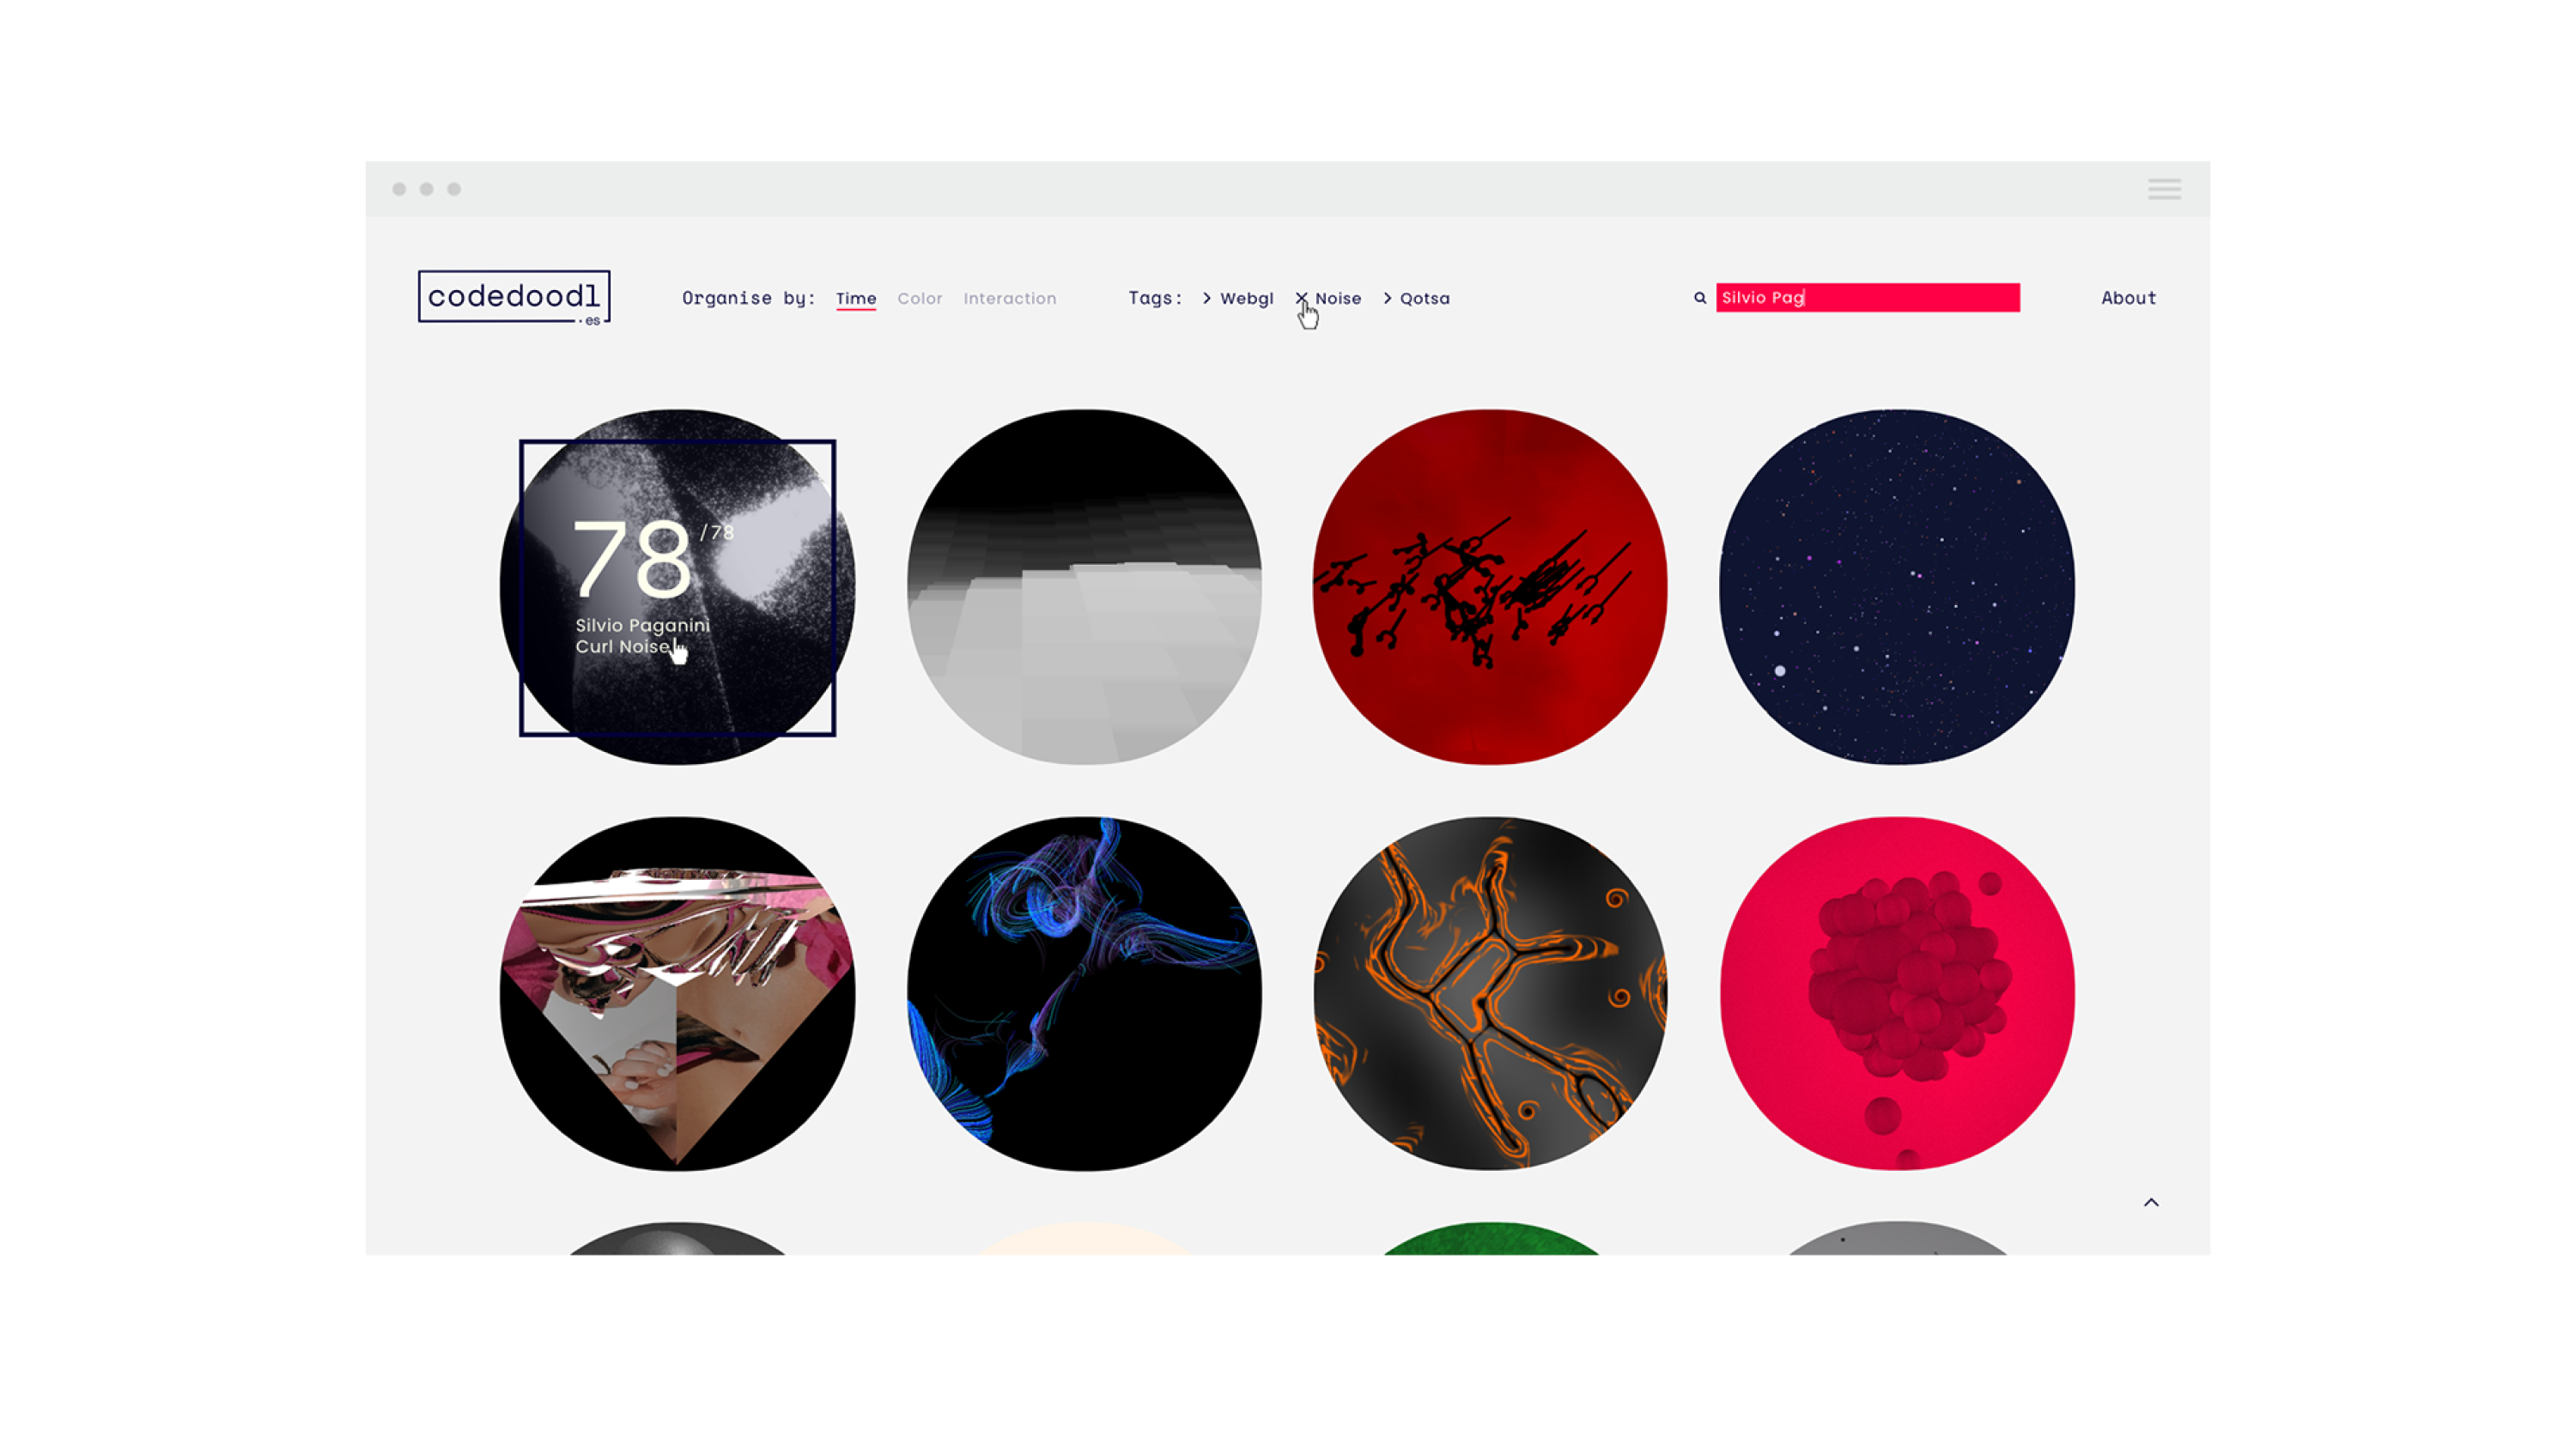 codedoodl
.es
Organise by: Time Color Interaction
Tags: > Webgl × Noise > Qotsa
Silvio Pag
About
78 /78
Silvio Paganini
Curl Noise